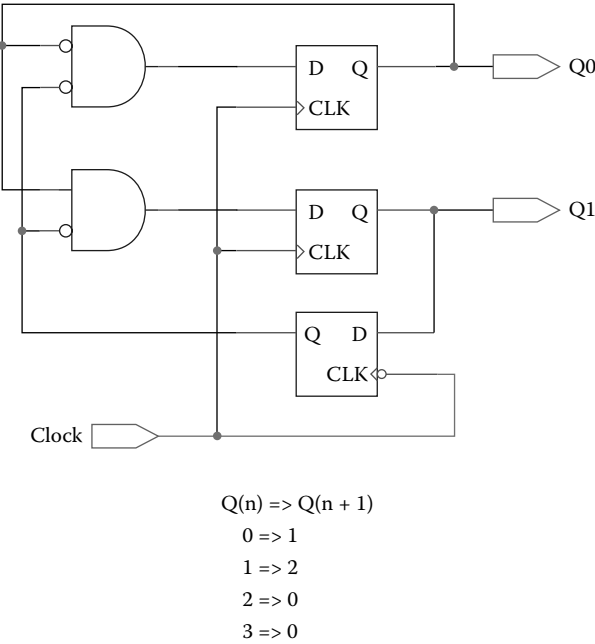 D Q Q0
CLK
D Q Q1
CLK
Q D
CLK
Clock
Q(n) => Q(n + 1)
0 => 1
1 => 2
2 => 0
3 => 0